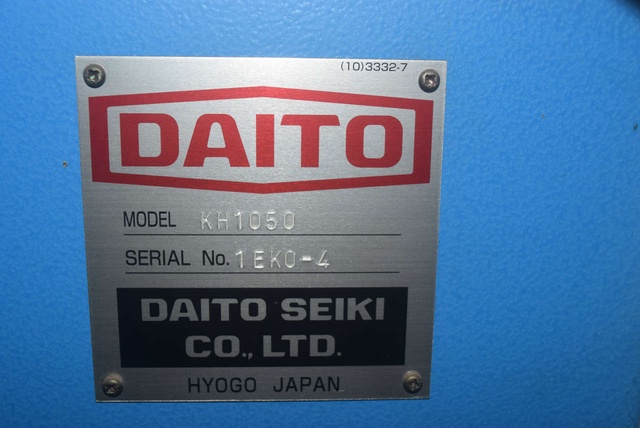 (10)3332-7
DAITO
MODEL KH1050
SERIAL No. 1EK0-4
DAITO SEIKI
CO., LTD.
HYOGO JAPAN